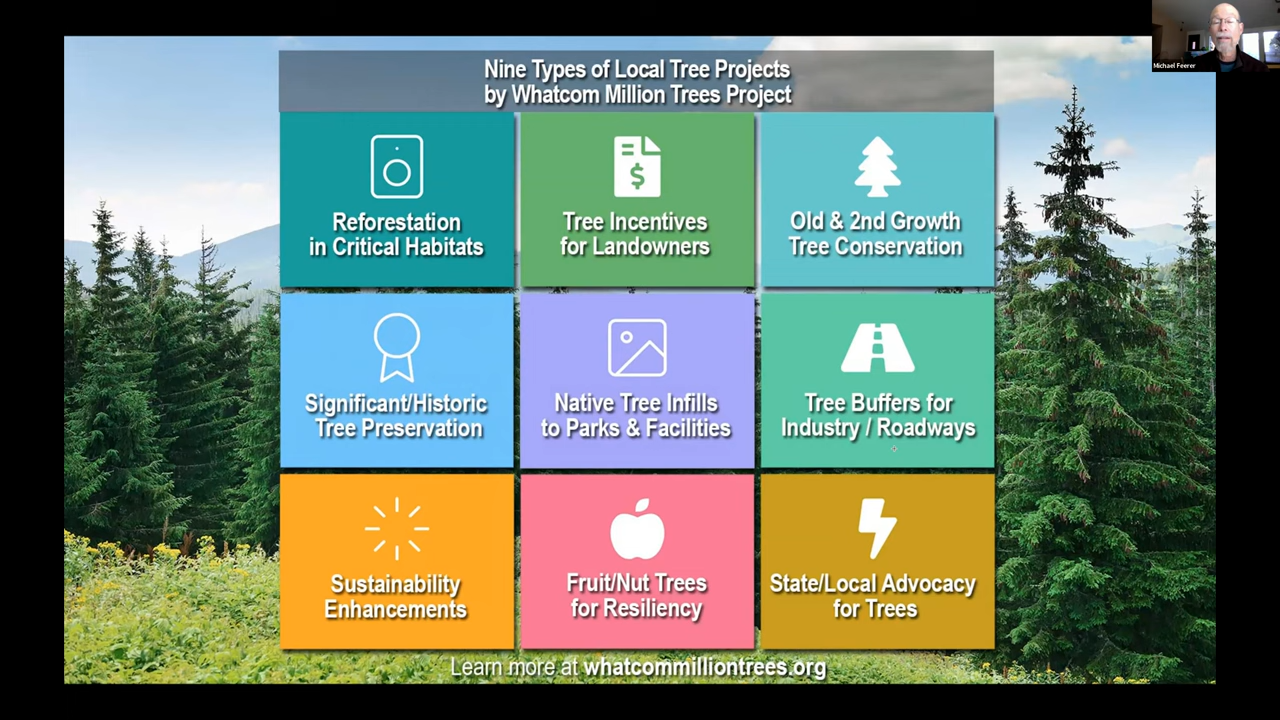 Nine Types of Local Tree Projects
by Whatcom Million Trees Project
Michael Feerer
Reforestation
in Critical Habitats
Tree Incentives
for Landowners
Old & 2nd Growth
Tree Conservation
Significant/Historic
Tree Preservation
Native Tree Infills
to Parks & Facilities
Tree Buffers for
Industry / Roadways
Sustainability
Enhancements
Fruit/Nut Trees
for Resiliency
State/Local Advocacy
for Trees
Learn more at whatcommilliontrees.org